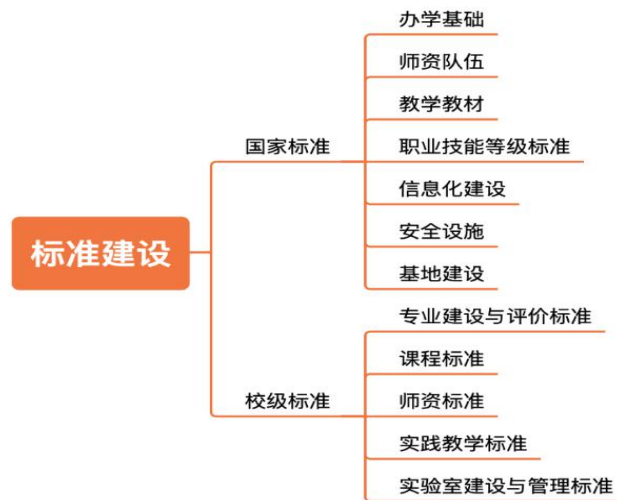 标准建设
国家标准
办学基础
师资队伍
教学教材
职业技能等级标准
信息化建设
安全设施
基地建设
校级标准
专业建设与评价标准
课程标准
师资标准
实践教学标准
实验室建设与管理标准